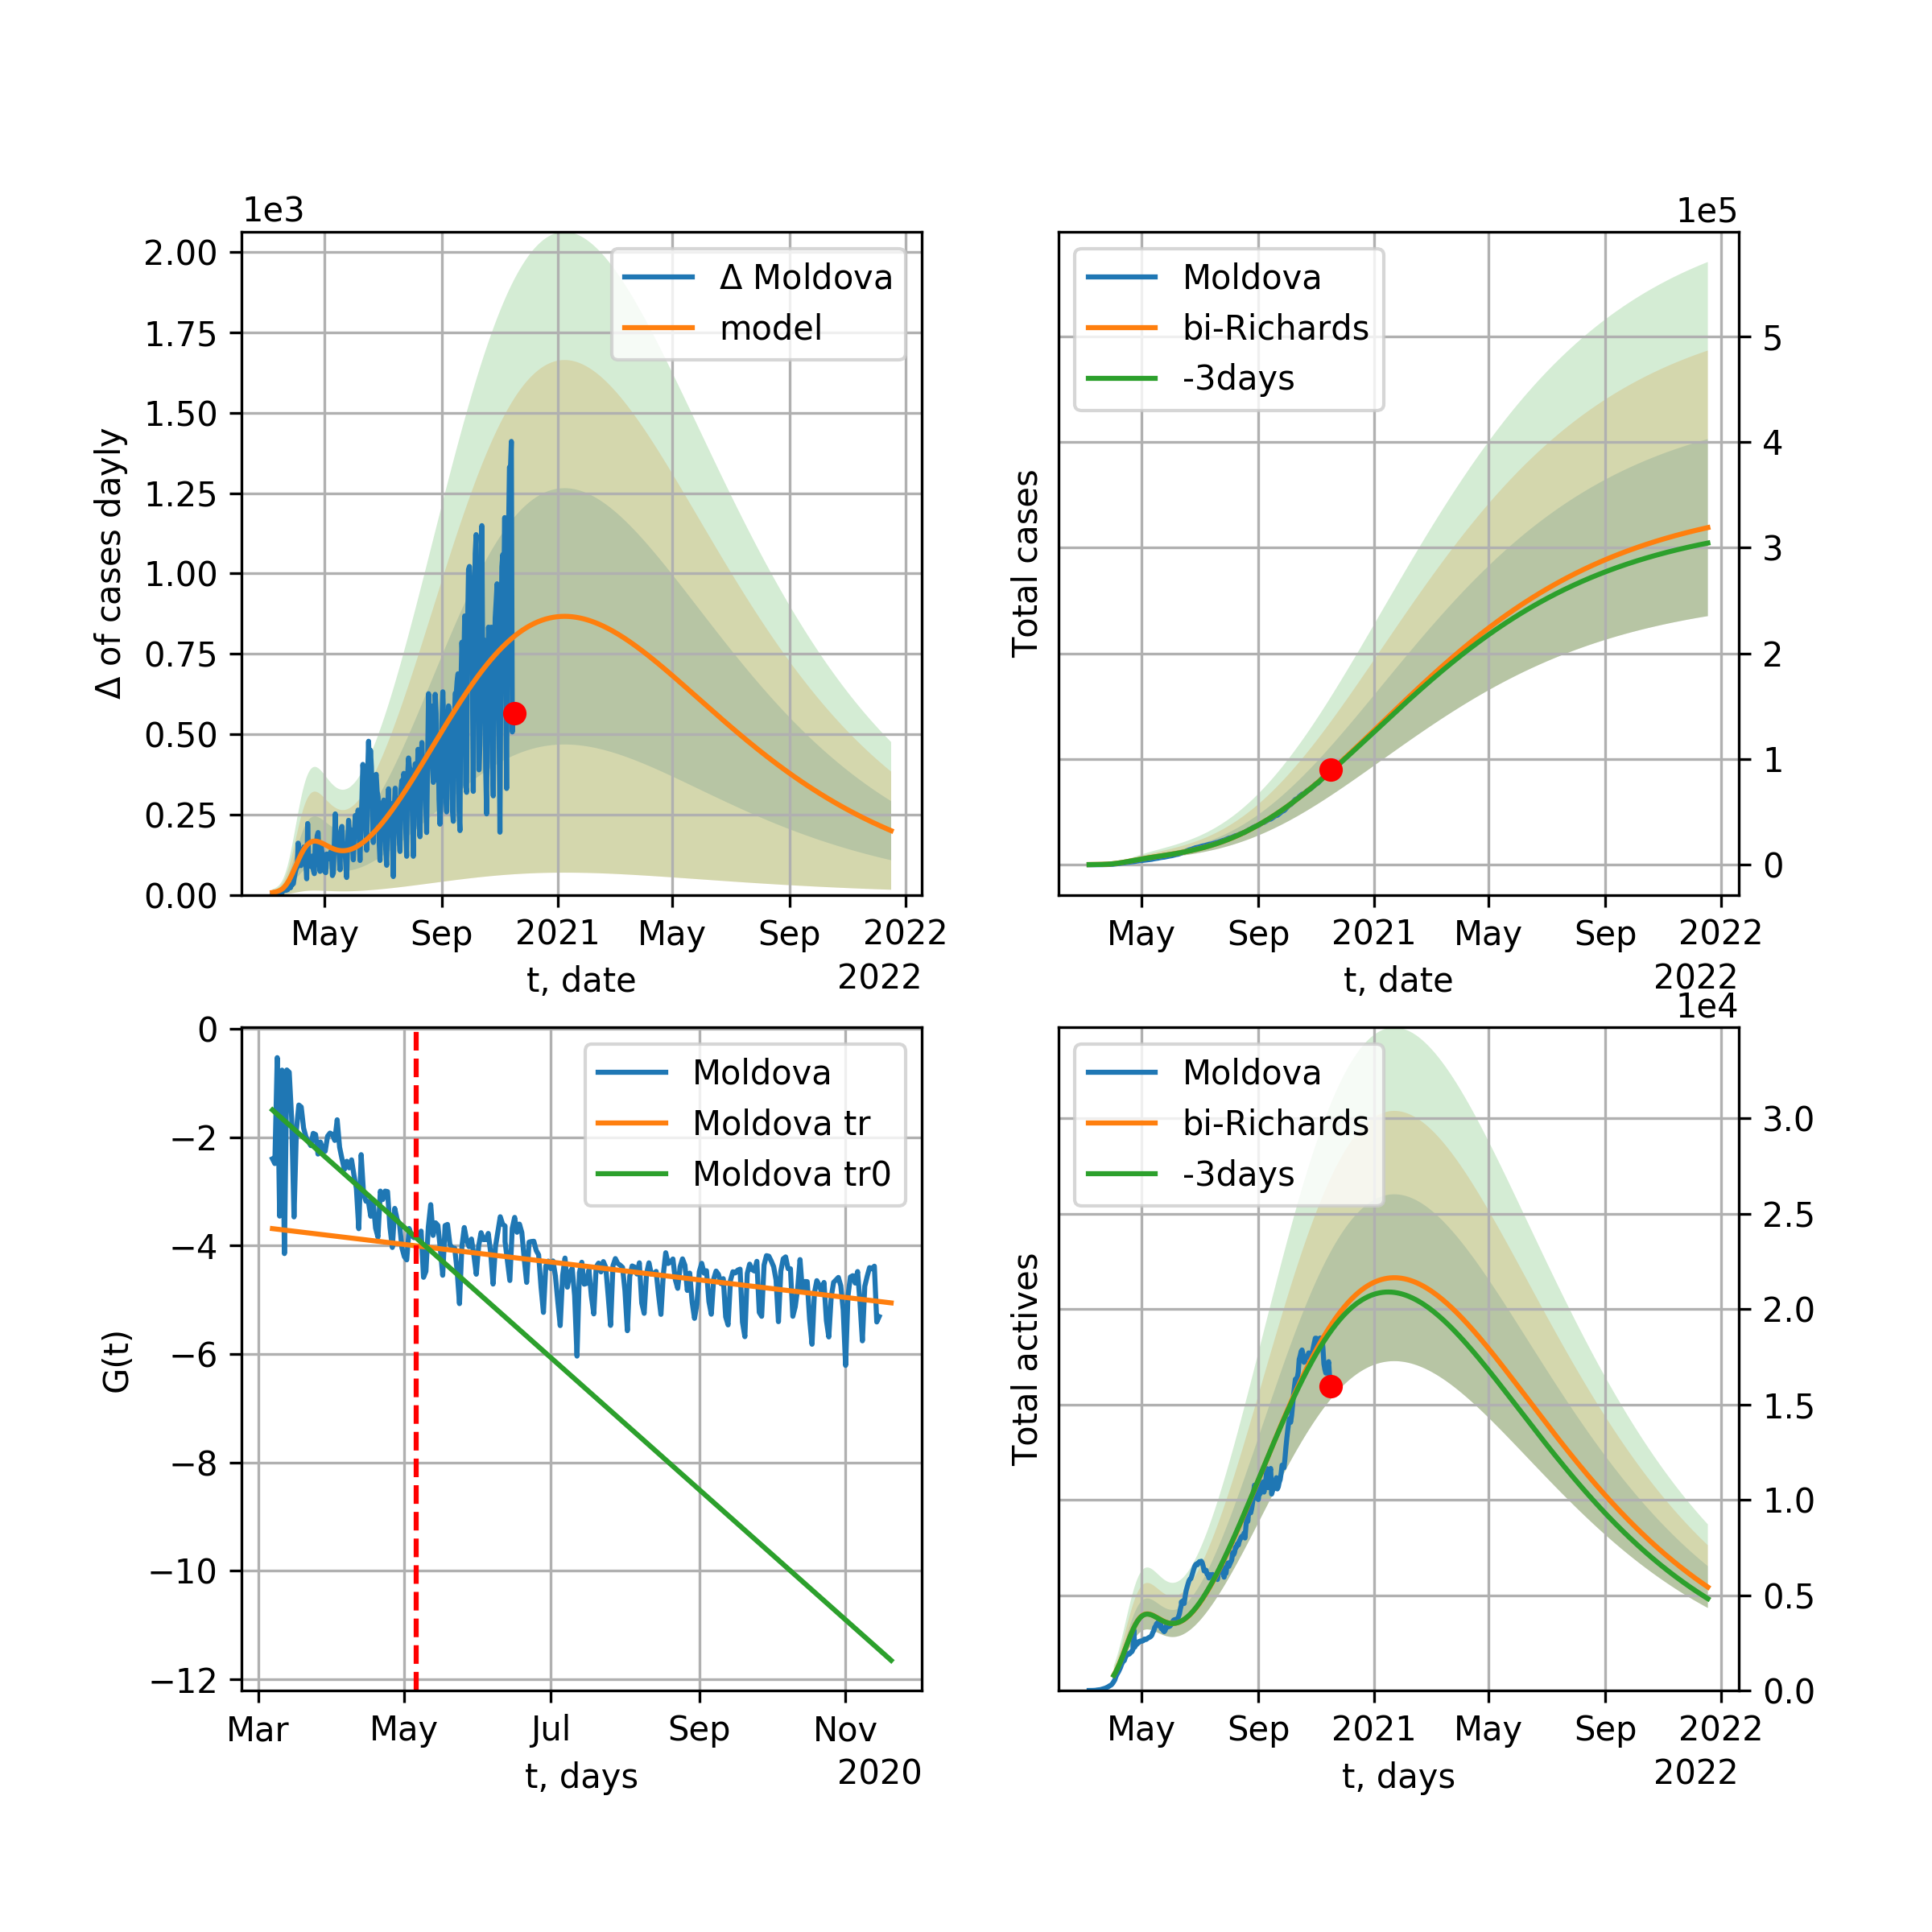 1e3
Δ of cases dayly
2.00
1.75
1.50
1.25
1.00
0.75
0.50
0.25
0.00
Δ Moldova
model
May Sep 2021 May Sep 2022
t, date
2022
1e5
Total cases
Moldova
bi-Richards
-3days
5
4
3
2
1
0
May Sep 2021 May Sep 2022
t, date
2022
G(t)
0
−2
−4
−6
−8
−10
−12
Moldova
Moldova tr
Moldova tr0
Mar May Jul Sep Nov
t, days
2020
1e4
Total actives
Moldova
bi-Richards
-3days
3.0
2.5
2.0
1.5
1.0
0.5
0.0
May Sep 2021 May Sep 2022
t, days
2022